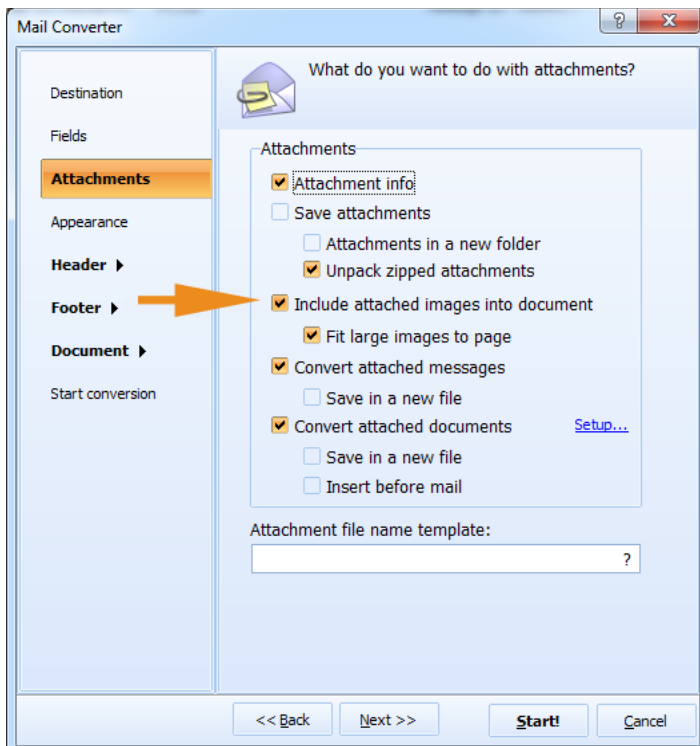 Mail Converter
?
X
Destination
Fields
Attachments
Appearance
Header
Footer
Document
Start conversion
What do you want to do with attachments?
Attachments
Attachment info
Save attachments
Attachments in a new folder
Unpack zipped attachments
Include attached images into document
Fit large images to page
Convert attached messages
Save in a new file
Convert attached documents Setup...
Save in a new file
Insert before mail
Attachment file name template:
?
<< Back Next >> Start! Cancel